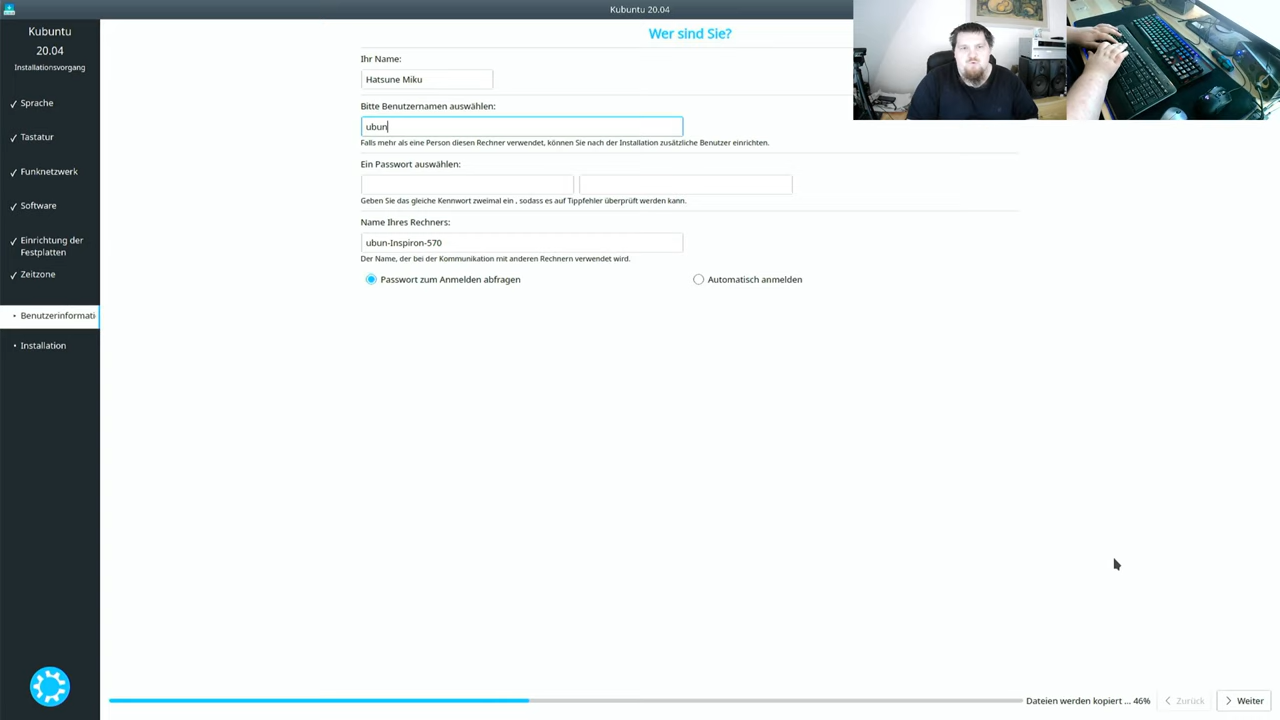 Kubuntu 20.04
Kubuntu
20.04
Installationsvorgang
✓ Sprache
✓ Tastatur
✓ Funknetzwerk
✓ Software
✓ Einrichtung der
Festplatten
✓ Zeitzone
• Benutzerinformati
• Installation
Wer sind Sie?
Ihr Name:
Hatsune Miku
Bitte Benutzernamen auswählen:
ubun
Falls mehr als eine Person diesen Rechner verwendet, können Sie nach der Installation zusätzliche Benutzer einrichten.
Ein Passwort auswählen:
Geben Sie das gleiche Kennwort zweimal ein , sodass es auf Tippfehler überprüft werden kann.
Name Ihres Rechners:
ubun-Inspiron-570
Der Name, der bei der Kommunikation mit anderen Rechnern verwendet wird.
Passwort zum Anmelden abfragen
Automatisch anmelden
Dateien werden kopiert ... 46%
Zurück
Weiter